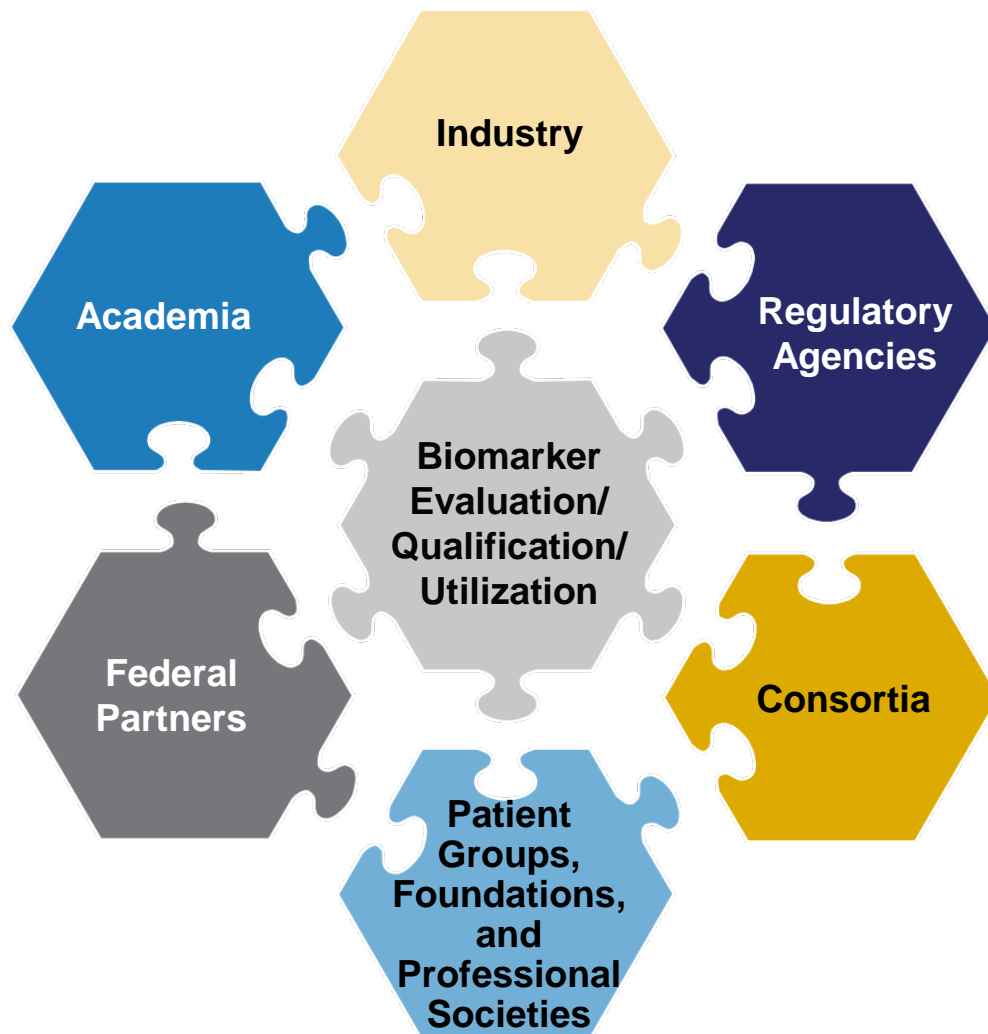 Industry
Academia
Regulatory
Agencies
Biomarker
Evaluation/
Qualification/
Utilization
Federal
Partners
Consortia
Patient
Groups,
Foundations,
and
Professional
Societies